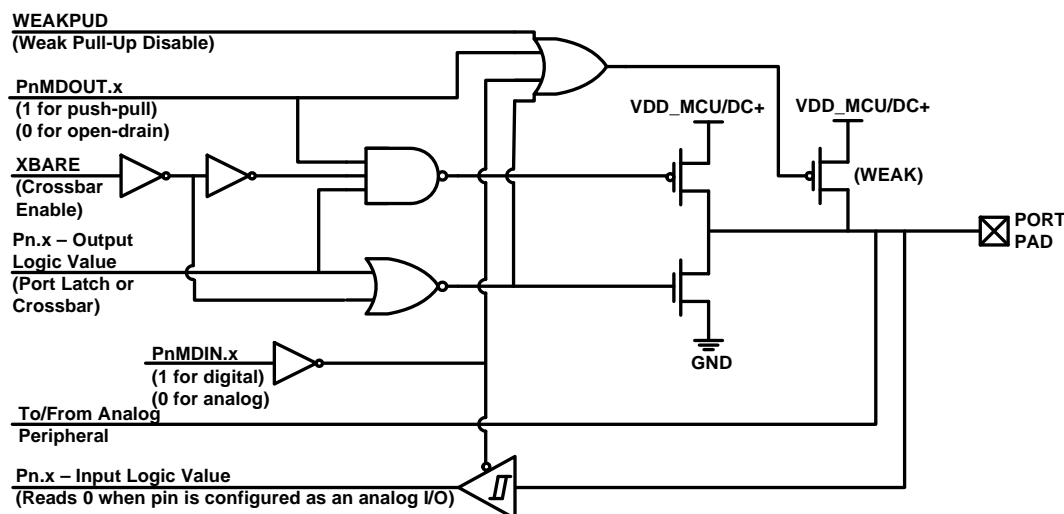 WEAKPUD
(Weak Pull-Up Disable)
PnMDOUT.x
(1 for push-pull)
(0 for open-drain)
XBARE
(Crossbar
Enable)
Pn.x – Output
Logic Value
(Port Latch or
Crossbar)
PnMDIN.x
(1 for digital)
(0 for analog)
To/From Analog
Peripheral
Pn.x – Input Logic Value
(Reads 0 when pin is configured as an analog I/O)
VDD_MCU/DC+
VDD_MCU/DC+
(WEAK)
PORT
PAD
GND